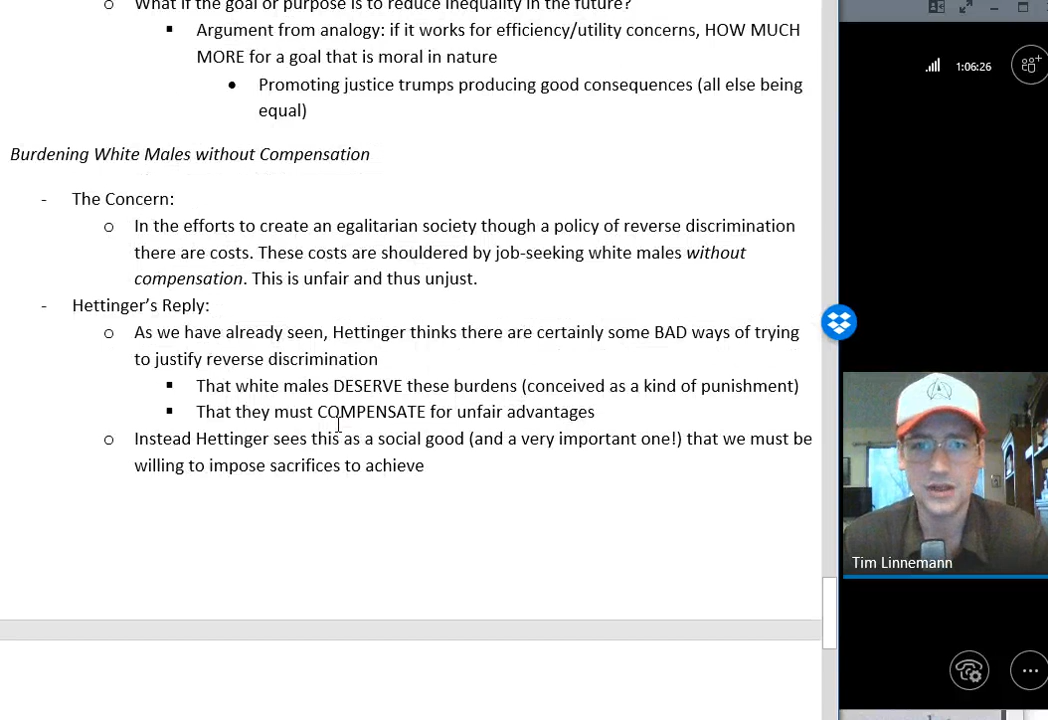 What if the goal or purpose is to reduce inequality in the future?
Argument from analogy: if it works for efficiency/utility concerns, HOW MUCH
MORE for a goal that is moral in nature
Promoting justice trumps producing good consequences (all else being
equal)
Burdening White Males without Compensation
- The Concern:
In the efforts to create an egalitarian society though a policy of reverse discrimination
there are costs. These costs are shouldered by job-seeking white males without
compensation. This is unfair and thus unjust.
- Hettinger's Reply:
As we have already seen, Hettinger thinks there are certainly some BAD ways of trying
to justify reverse discrimination
That white males DESERVE these burdens (conceived as a kind of punishment)
That they must COMPENSATE for unfair advantages
Instead Hettinger sees this as a social good (and a very important one!) that we must be
willing to impose sacrifices to achieve
1:06:26
Tim Linnemann